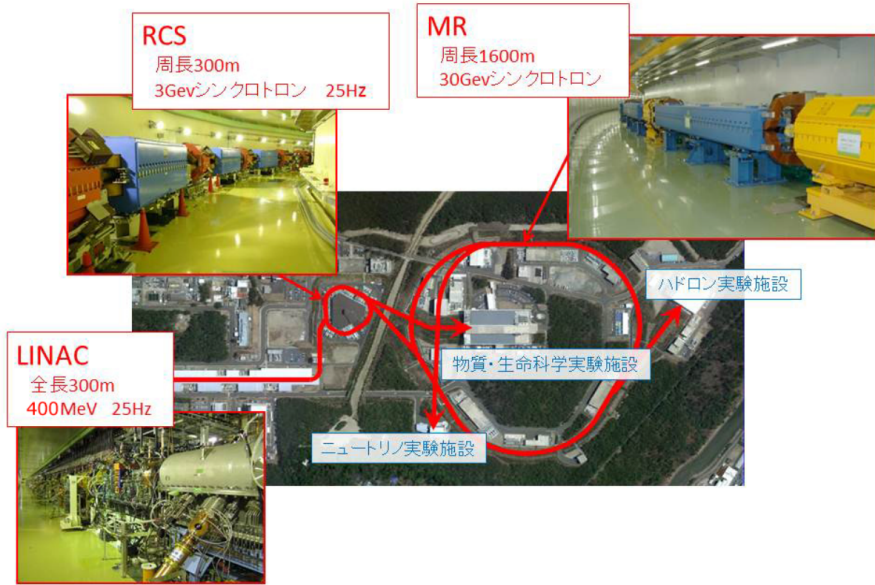 RCS
周長300m
3Gevシンクロトロン 25Hz
MR
周長1600m
30Gevシンクロトロン
ハドロン実験施設
物質・生命科学実験施設
ニュートリノ実験施設
LINAC
全長300m
400MeV 25Hz